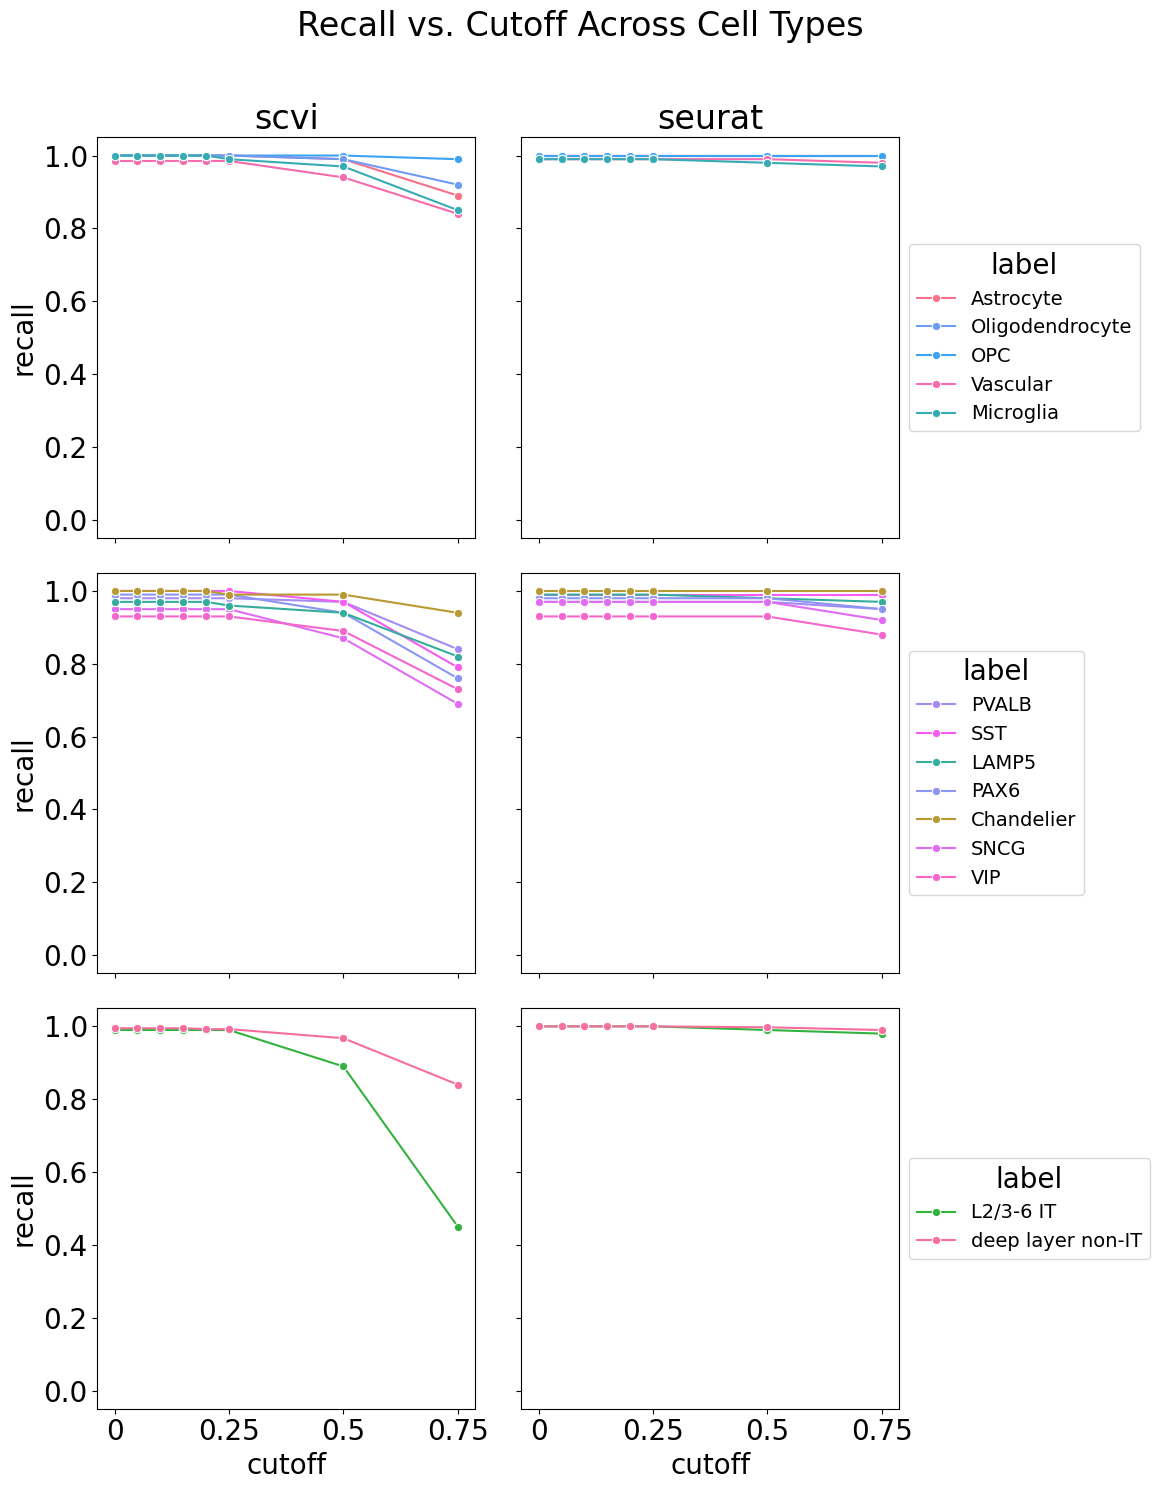 Recall vs. Cutoff Across Cell Types
scvi
seurat
1.0
0.8
0.6
0.4
0.2
0.0
recall
label
Astrocyte
Oligodendrocyte
OPC
Vascular
Microglia
1.0
0.8
0.6
0.4
0.2
0.0
recall
label
PVALB
SST
LAMP5
PAX6
Chandelier
SNCG
VIP
1.0
0.8
0.6
0.4
0.2
0.0
recall
label
L2/3-6 IT
deep layer non-IT
0 0.25 0.5 0.75
cutoff
0 0.25 0.5 0.75
cutoff